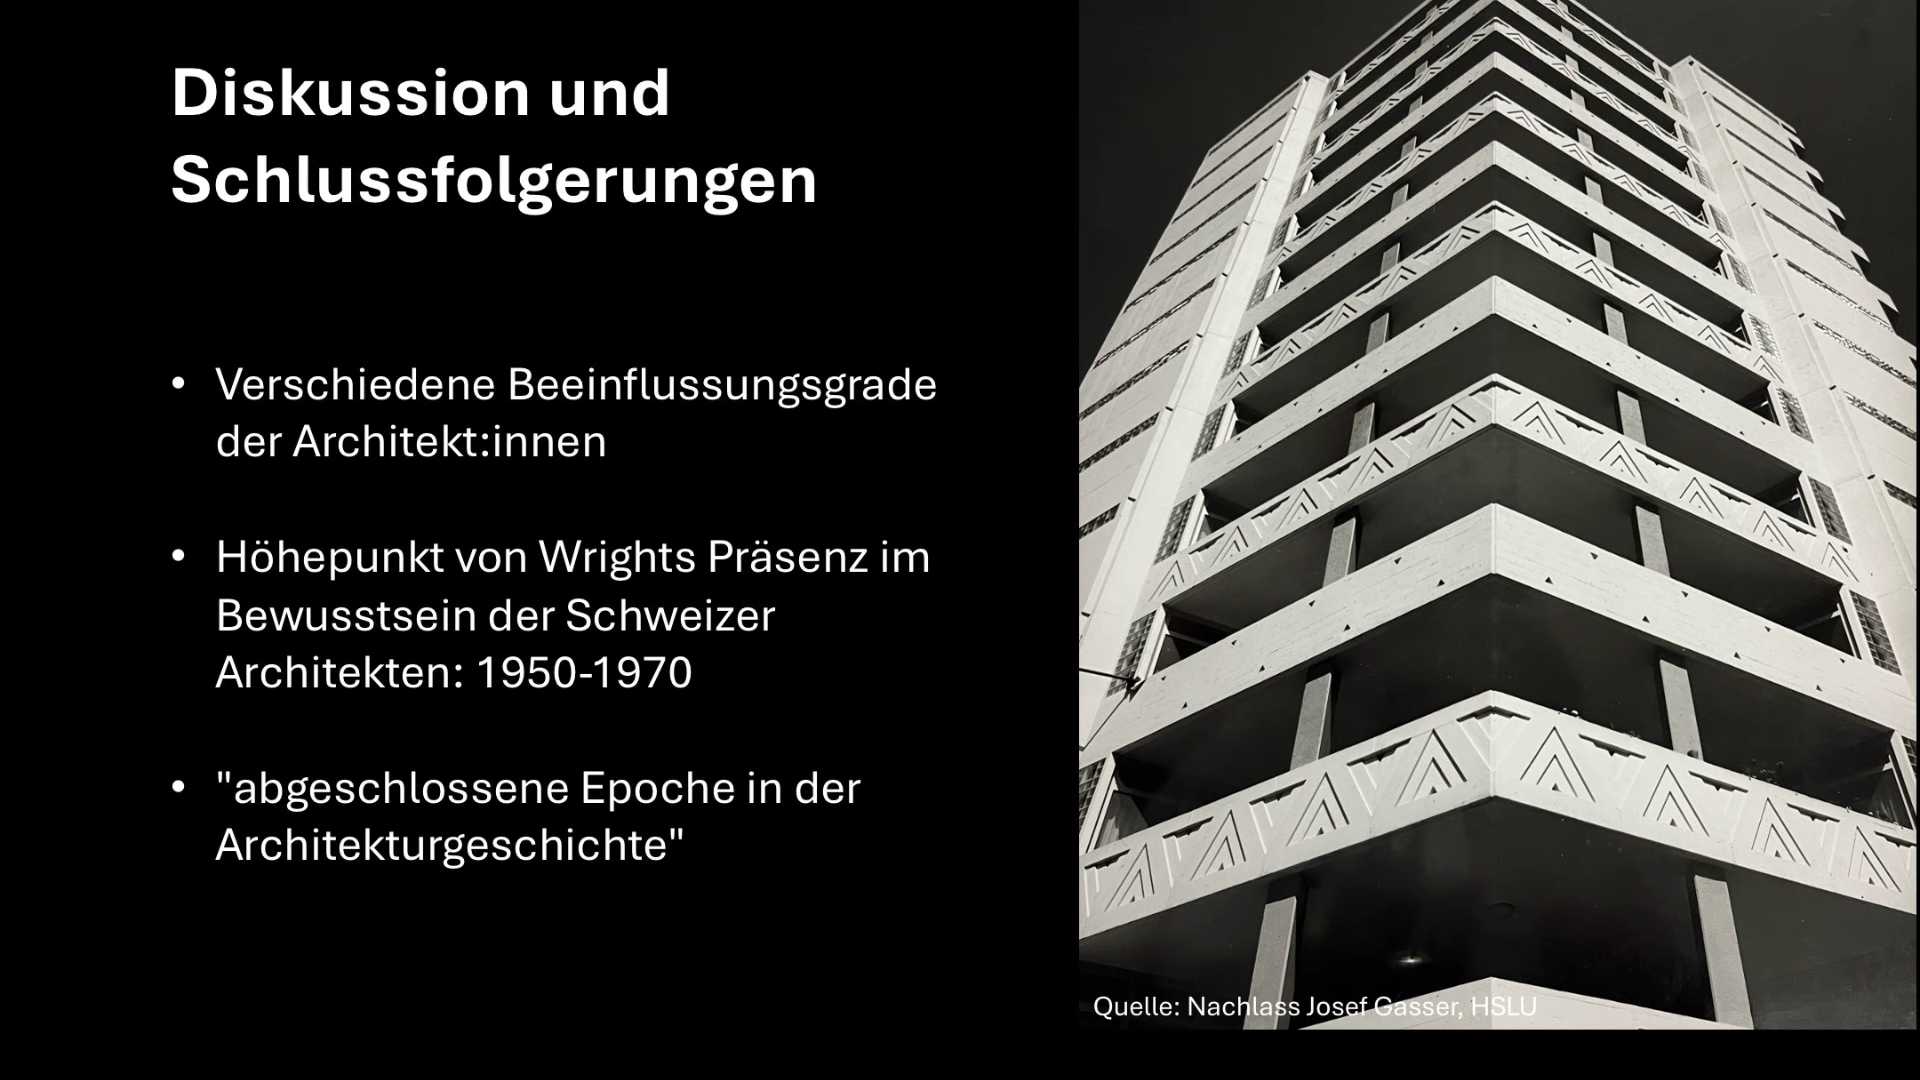 Diskussion und
Schlussfolgerungen
• Verschiedene Beeinflussungsgrade
der Architekt:innen
• Höhepunkt von Wrights Präsenz im
Bewusstsein der Schweizer
Architekten: 1950-1970
• "abgeschlossene Epoche in der
Architekturgeschichte"
Quelle: Nachlass Josef Gasser, HSLU